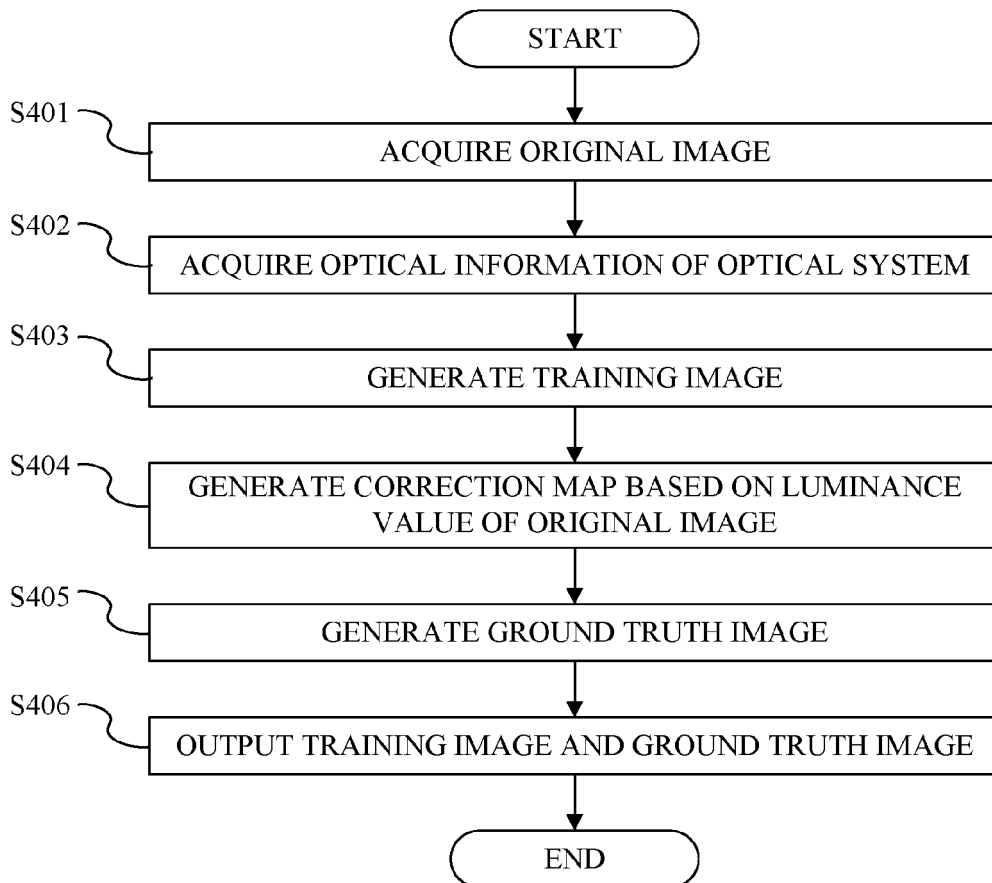 START
S401
ACQUIRE ORIGINAL IMAGE
S402
ACQUIRE OPTICAL INFORMATION OF OPTICAL SYSTEM
S403
GENERATE TRAINING IMAGE
S404
GENERATE CORRECTION MAP BASED ON LUMINANCE
VALUE OF ORIGINAL IMAGE
S405
GENERATE GROUND TRUTH IMAGE
S406
OUTPUT TRAINING IMAGE AND GROUND TRUTH IMAGE
END